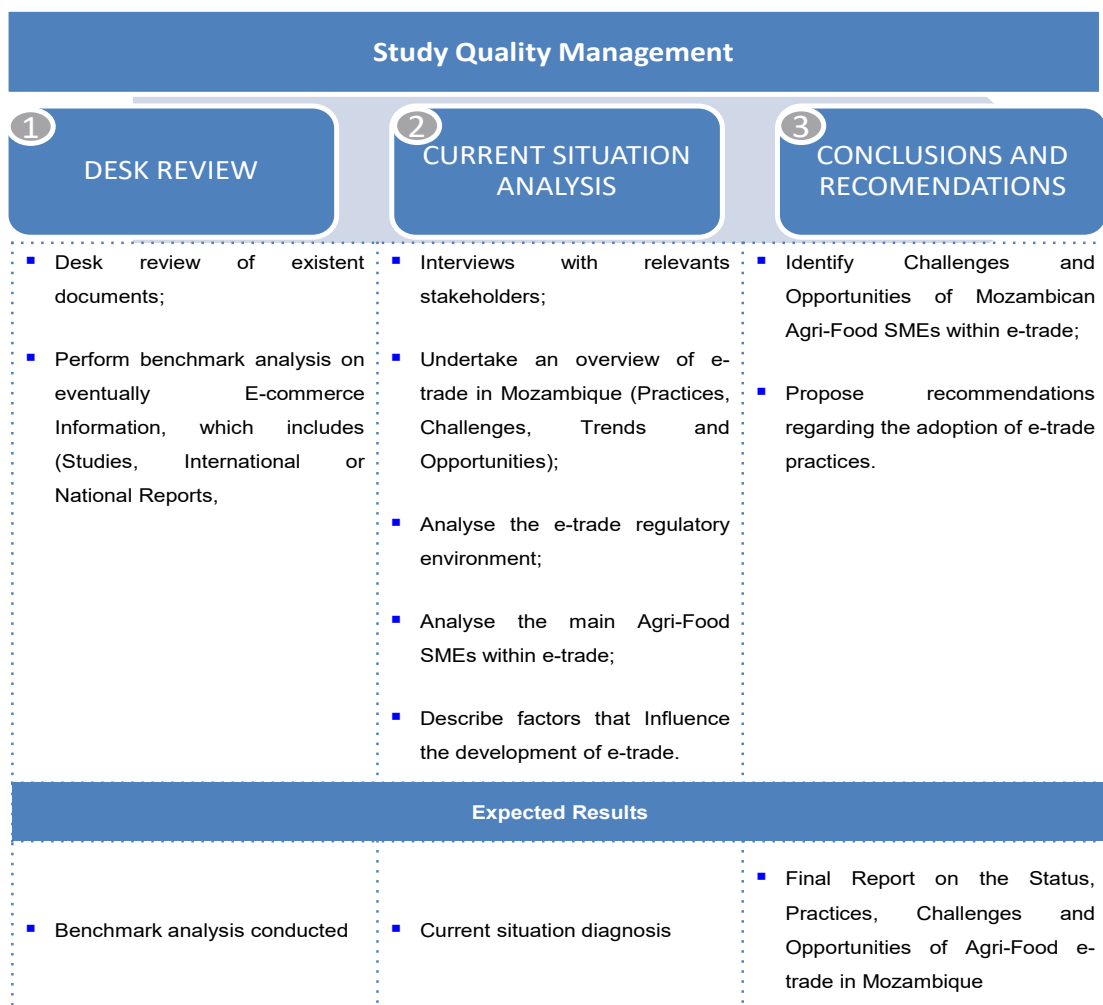 Study Quality Management
1
DESK REVIEW
2
CURRENT SITUATION
ANALYSIS
3
CONCLUSIONS AND
RECOMENDATIONS
Desk review of existent
documents;
Perform benchmark analysis on
eventually E-commerce
Information, which includes
(Studies, International or
National Reports,
Interviews with relevants
stakeholders;
Undertake an overview of e-
trade in Mozambique (Practices,
Challenges, Trends and
Opportunities);
Analyse the e-trade regulatory
environment;
Analyse the main Agri-Food
SMEs within e-trade;
Describe factors that Influence
the development of e-trade.
Identify Challenges and
Opportunities of Mozambican
Agri-Food SMEs within e-trade;
Propose recommendations
regarding the adoption of e-trade
practices.
Expected Results
Benchmark analysis conducted
Current situation diagnosis
Final Report on the Status,
Practices, Challenges and
Opportunities of Agri-Food e-
trade in Mozambique